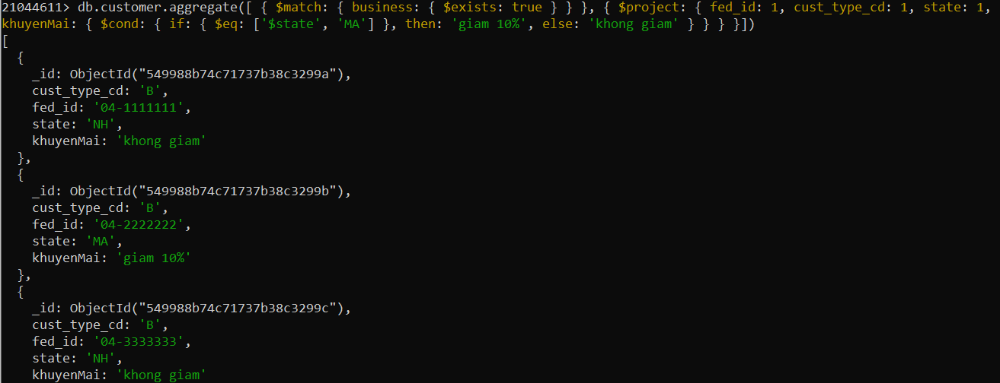 21044611> db.customer.aggregate([ { $match: { business: { $exists: true } } }, { $project: { fed_id: 1, cust_type_cd: 1, state: 1,
khuyenMai: { $cond: { if: { $eq: ['$state', 'MA'] }, then: 'giam 10%', else: 'khong giam' } } } }])
[
  {
    _id: ObjectId("549988b74c71737b38c3299a"),
    cust_type_cd: 'B',
    fed_id: '04-1111111',
    state: 'NH',
    khuyenMai: 'khong giam'
  },
  {
    _id: ObjectId("549988b74c71737b38c3299b"),
    cust_type_cd: 'B',
    fed_id: '04-2222222',
    state: 'MA',
    khuyenMai: 'giam 10%'
  },
  {
    _id: ObjectId("549988b74c71737b38c3299c"),
    cust_type_cd: 'B',
    fed_id: '04-3333333',
    state: 'NH',
    khuyenMai: 'khong giam'